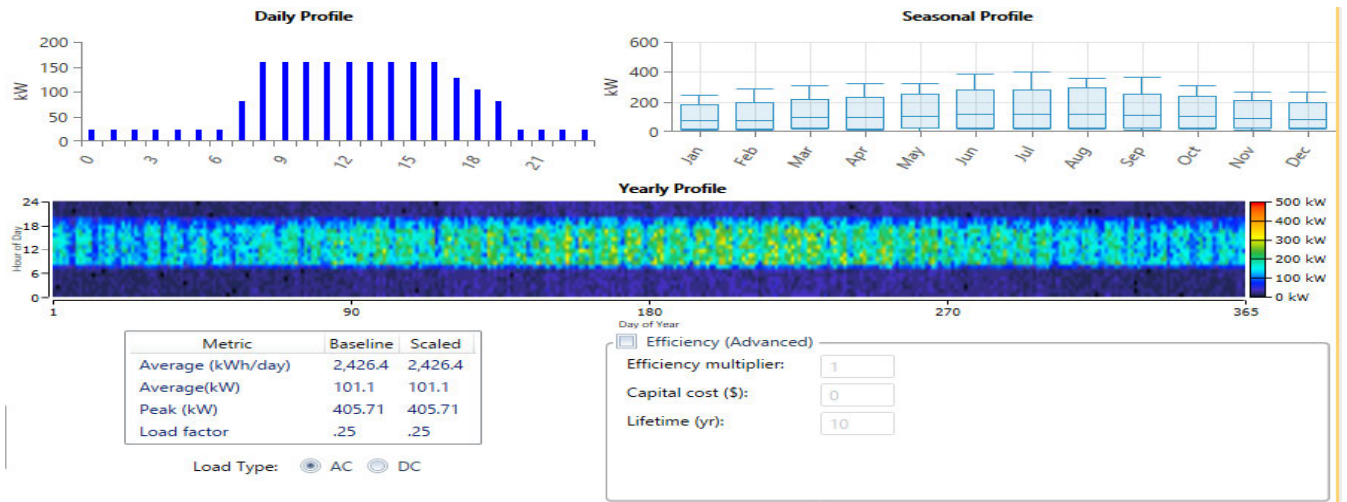 Daily Profile
200
150
100
50
0
kW
0 3 6 9 12 15 18 21
Seasonal Profile
600
400
200
0
kW
Jan Feb Mar Apr May Jun Jul Aug Sep Oct Nov Dec
Yearly Profile
24
18
12
6
0
Hour of Day
1 90 180 270 365
Day of Year
500 kW
400 kW
300 kW
200 kW
100 kW
0 kW
Metric Baseline Scaled
Average (kWh/day) 2,426.4 2,426.4
Average(kW) 101.1 101.1
Peak (kW) 405.71 405.71
Load factor .25 .25
Load Type: AC DC
Efficiency (Advanced)
Efficiency multiplier: 1
Capital cost ($): 0
Lifetime (yr): 10